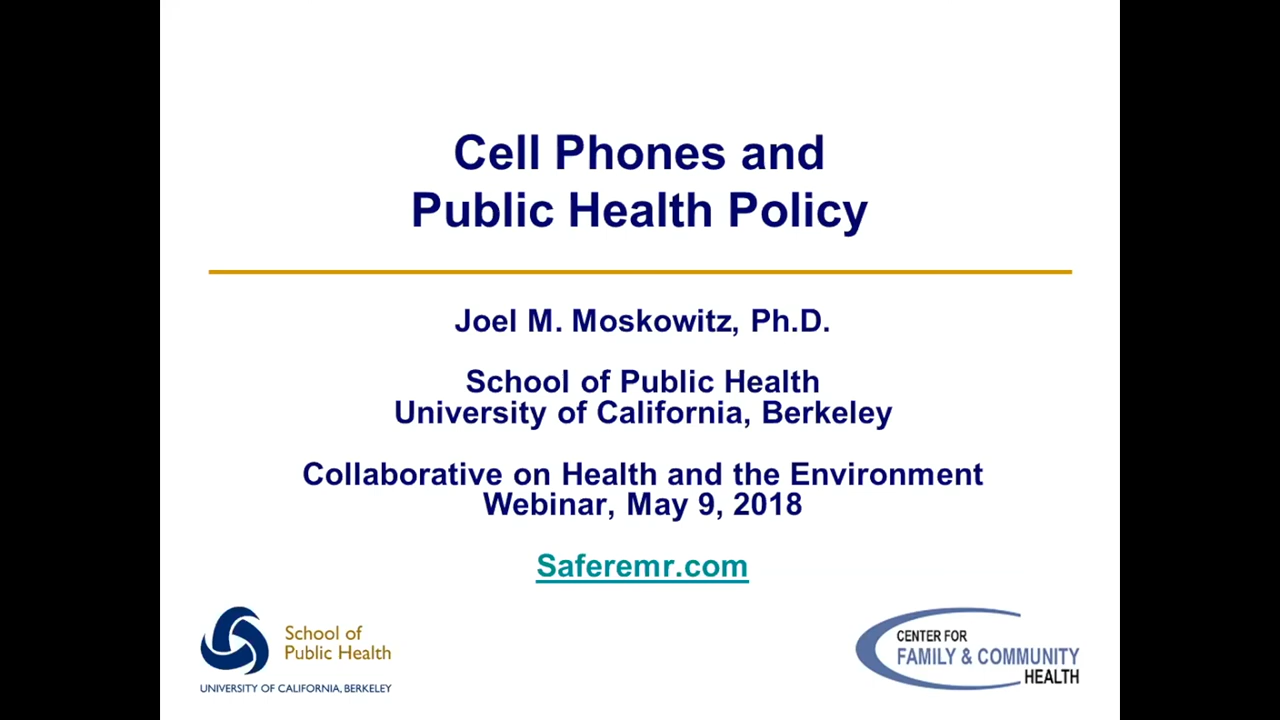 Cell Phones and
Public Health Policy
Joel M. Moskowitz, Ph.D.
School of Public Health
University of California, Berkeley
Collaborative on Health and the Environment
Webinar, May 9, 2018
Saferemr.com
School of
Public Health
UNIVERSITY OF CALIFORNIA, BERKELEY
CENTER FOR
FAMILY & COMMUNITY
HEALTH